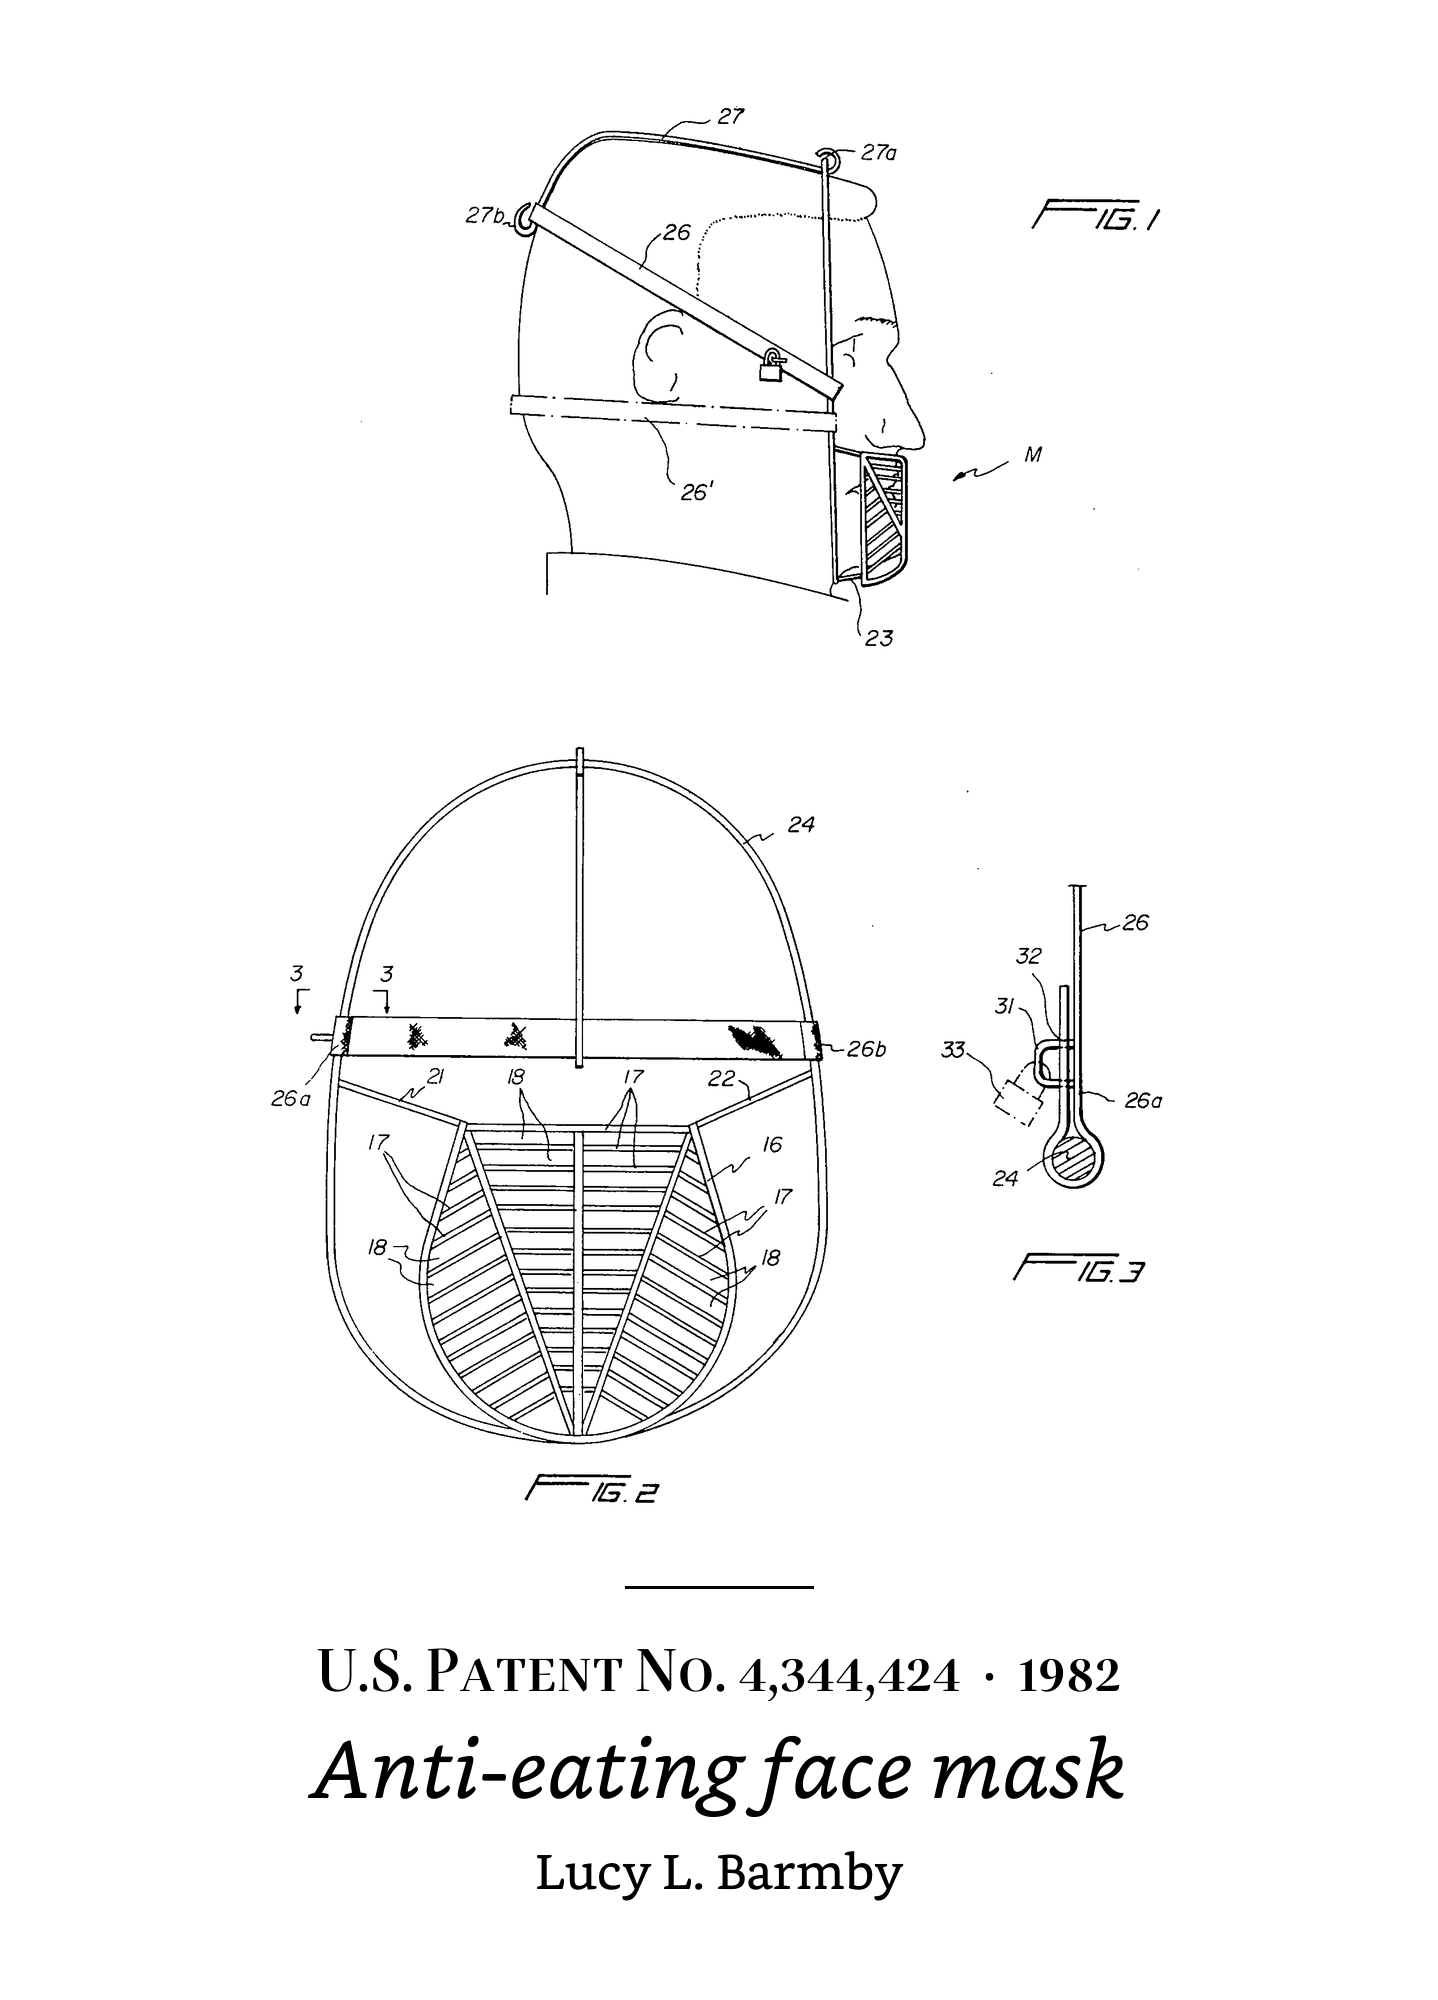 27
27a
FIG. 1
27b
26
M
26'
23
24
26
32
3 3
31
33
26b
21 18 17 22
26a
26a
17 16
24
17
18 18
FIG. 3
FIG. 2
U.S. Patent No. 4,344,424 · 1982
Anti-eating face mask
Lucy L. Barmby